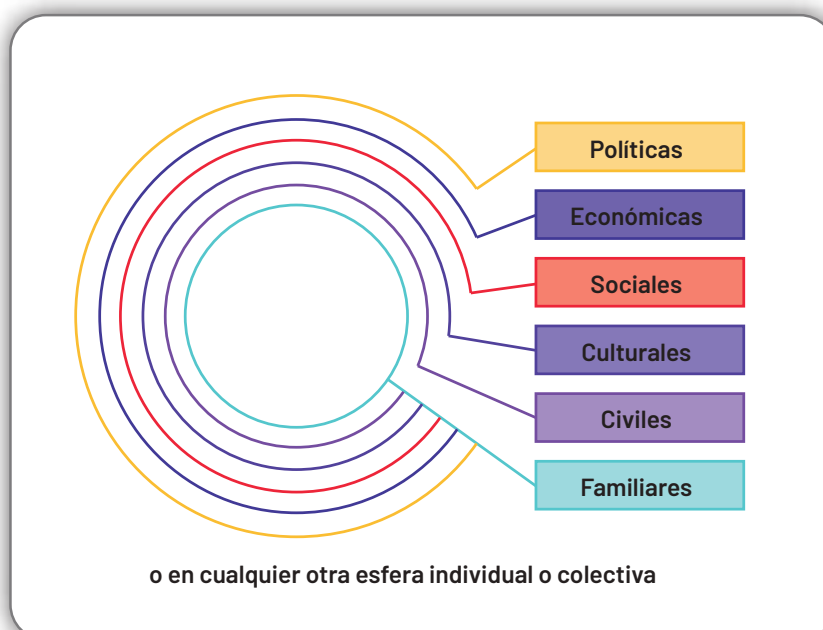 Políticas
Económicas
Sociales
Culturales
Civiles
Familiares
o en cualquier otra esfera individual o colectiva